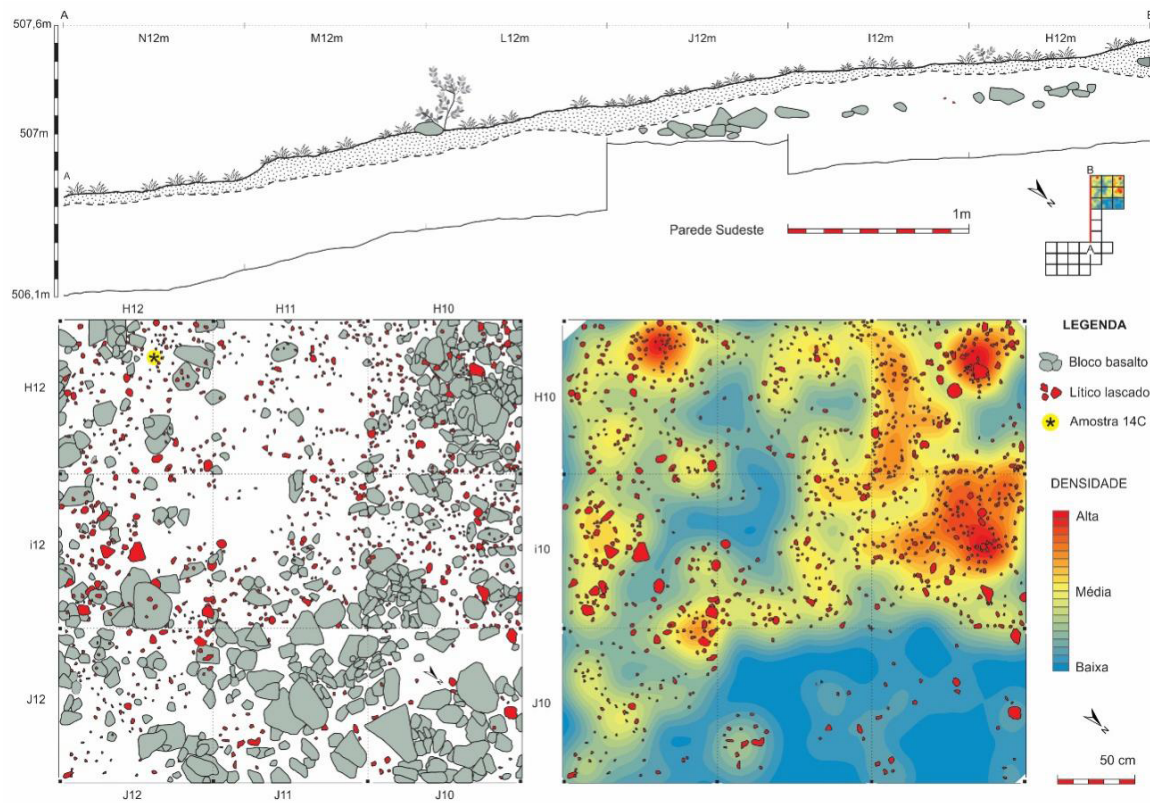 A
B
507,6m
N12m M12m L12m J12m I12m H12m
507m
A
506,1m
Parede Sudeste
1m
N
B
A
H12 H11 H10
H12
i12
J12
J12 J11 J10
H10
i10
J10
LEGENDA
Bloco basalto
Lítico lascado
Amostra 14C
DENSIDADE
Alta
Média
Baixa
N
50 cm